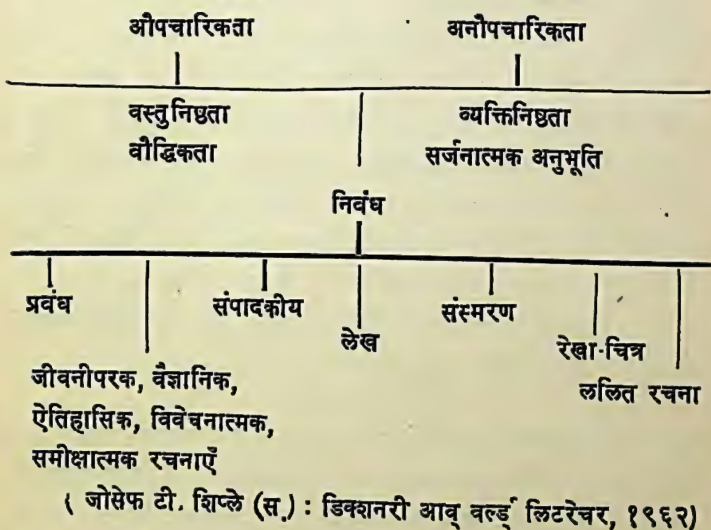 औपचारिकता अनौपचारिकता
वस्तुनिष्ठता व्यक्तिनिष्ठता
वौद्धिकता सर्जनात्मक अनुभूति
निवंध
प्रवंध संपादकीय लेख संस्मरण रेखा-चित्र ललित रचना
जीवनीपरक, वैज्ञानिक,
ऐतिहासिक, विवेचनात्मक,
समीक्षात्मक रचनाएँ
( जोसेफ टी. शिप्ले (स.) : डिक्शनरी आव् वर्ल्ड लिटरेचर, १९६२)